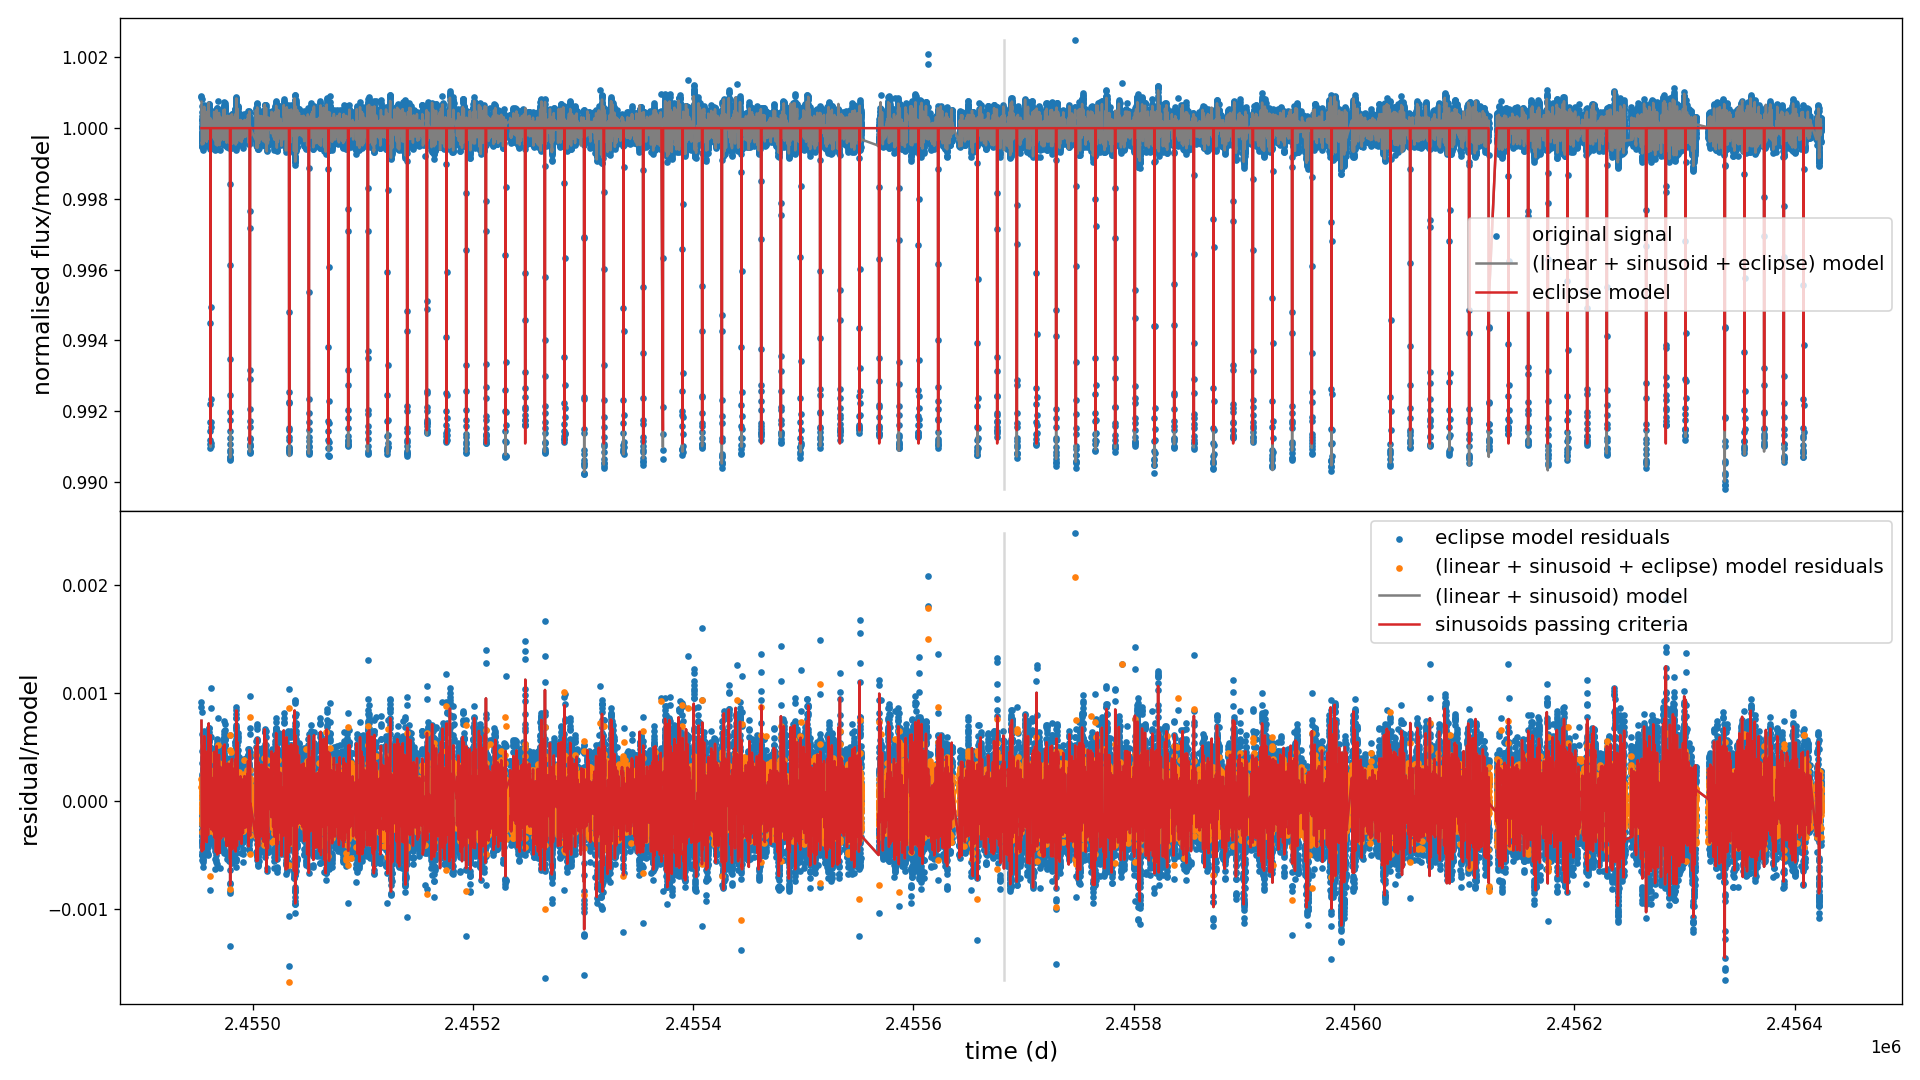 normalised flux/model
1.002
1.000
0.998
0.996
0.994
0.992
0.990
original signal
(linear + sinusoid + eclipse) model
eclipse model
residual/model
0.002
0.001
0.000
−0.001
eclipse model residuals
(linear + sinusoid + eclipse) model residuals
(linear + sinusoid) model
sinusoids passing criteria
2.4550 2.4552 2.4554 2.4556 2.4558 2.4560 2.4562 2.4564
1e6
time (d)